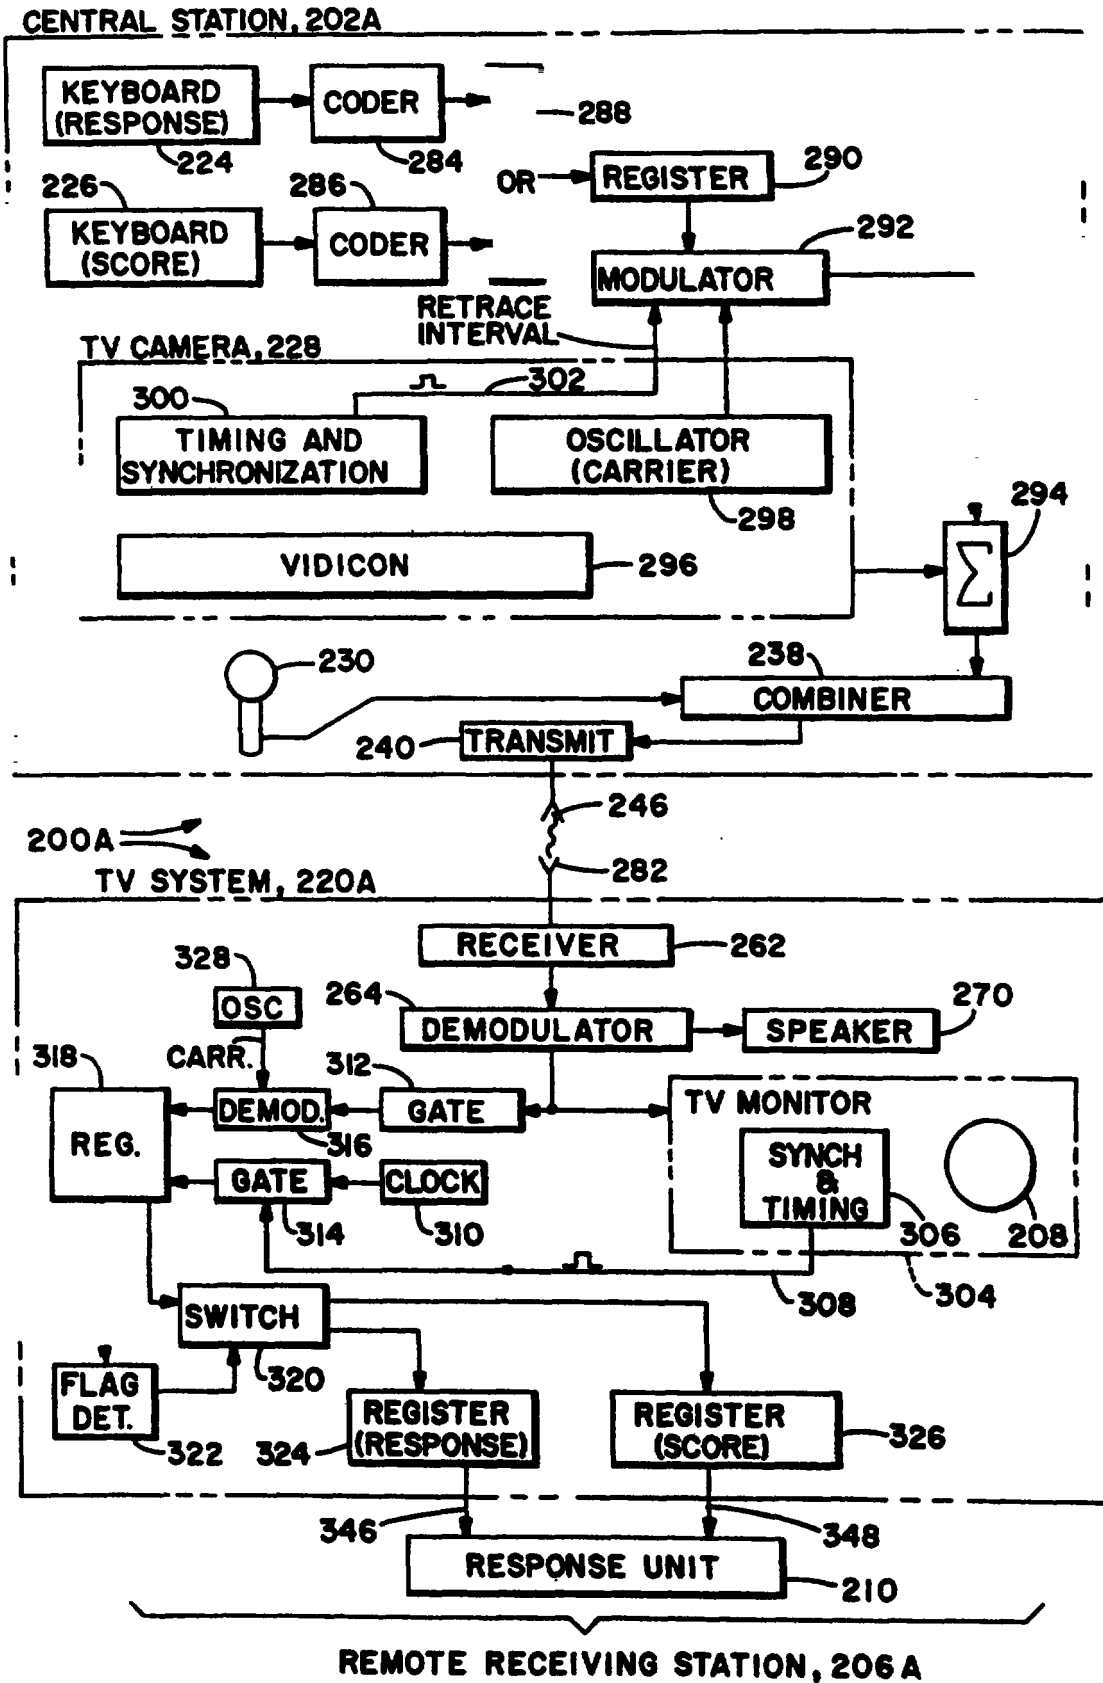 CENTRAL STATION, 202A
KEYBOARD
(RESPONSE)
224
CODER
284
288
226
KEYBOARD
(SCORE)
286
CODER
OR
REGISTER
290
MODULATOR
292
RETRACE
INTERVAL
TV CAMERA, 228
302
300
TIMING AND
SYNCHRONIZATION
OSCILLATOR
(CARRIER)
298
VIDICON
296
294
Σ
230
238
COMBINER
240
TRANSMIT
246
200A
282
TV SYSTEM, 220A
RECEIVER
262
328
OSC
264
DEMODULATOR
SPEAKER
270
CARR.
318
REG.
312
DEMOD.
316
GATE
TV MONITOR
SYNCH
&
TIMING
306
208
GATE
314
CLOCK
310
304
308
SWITCH
320
FLAG
DET.
322
324
REGISTER
(RESPONSE)
REGISTER
(SCORE)
326
346
348
RESPONSE UNIT
210
REMOTE RECEIVING STATION, 206A